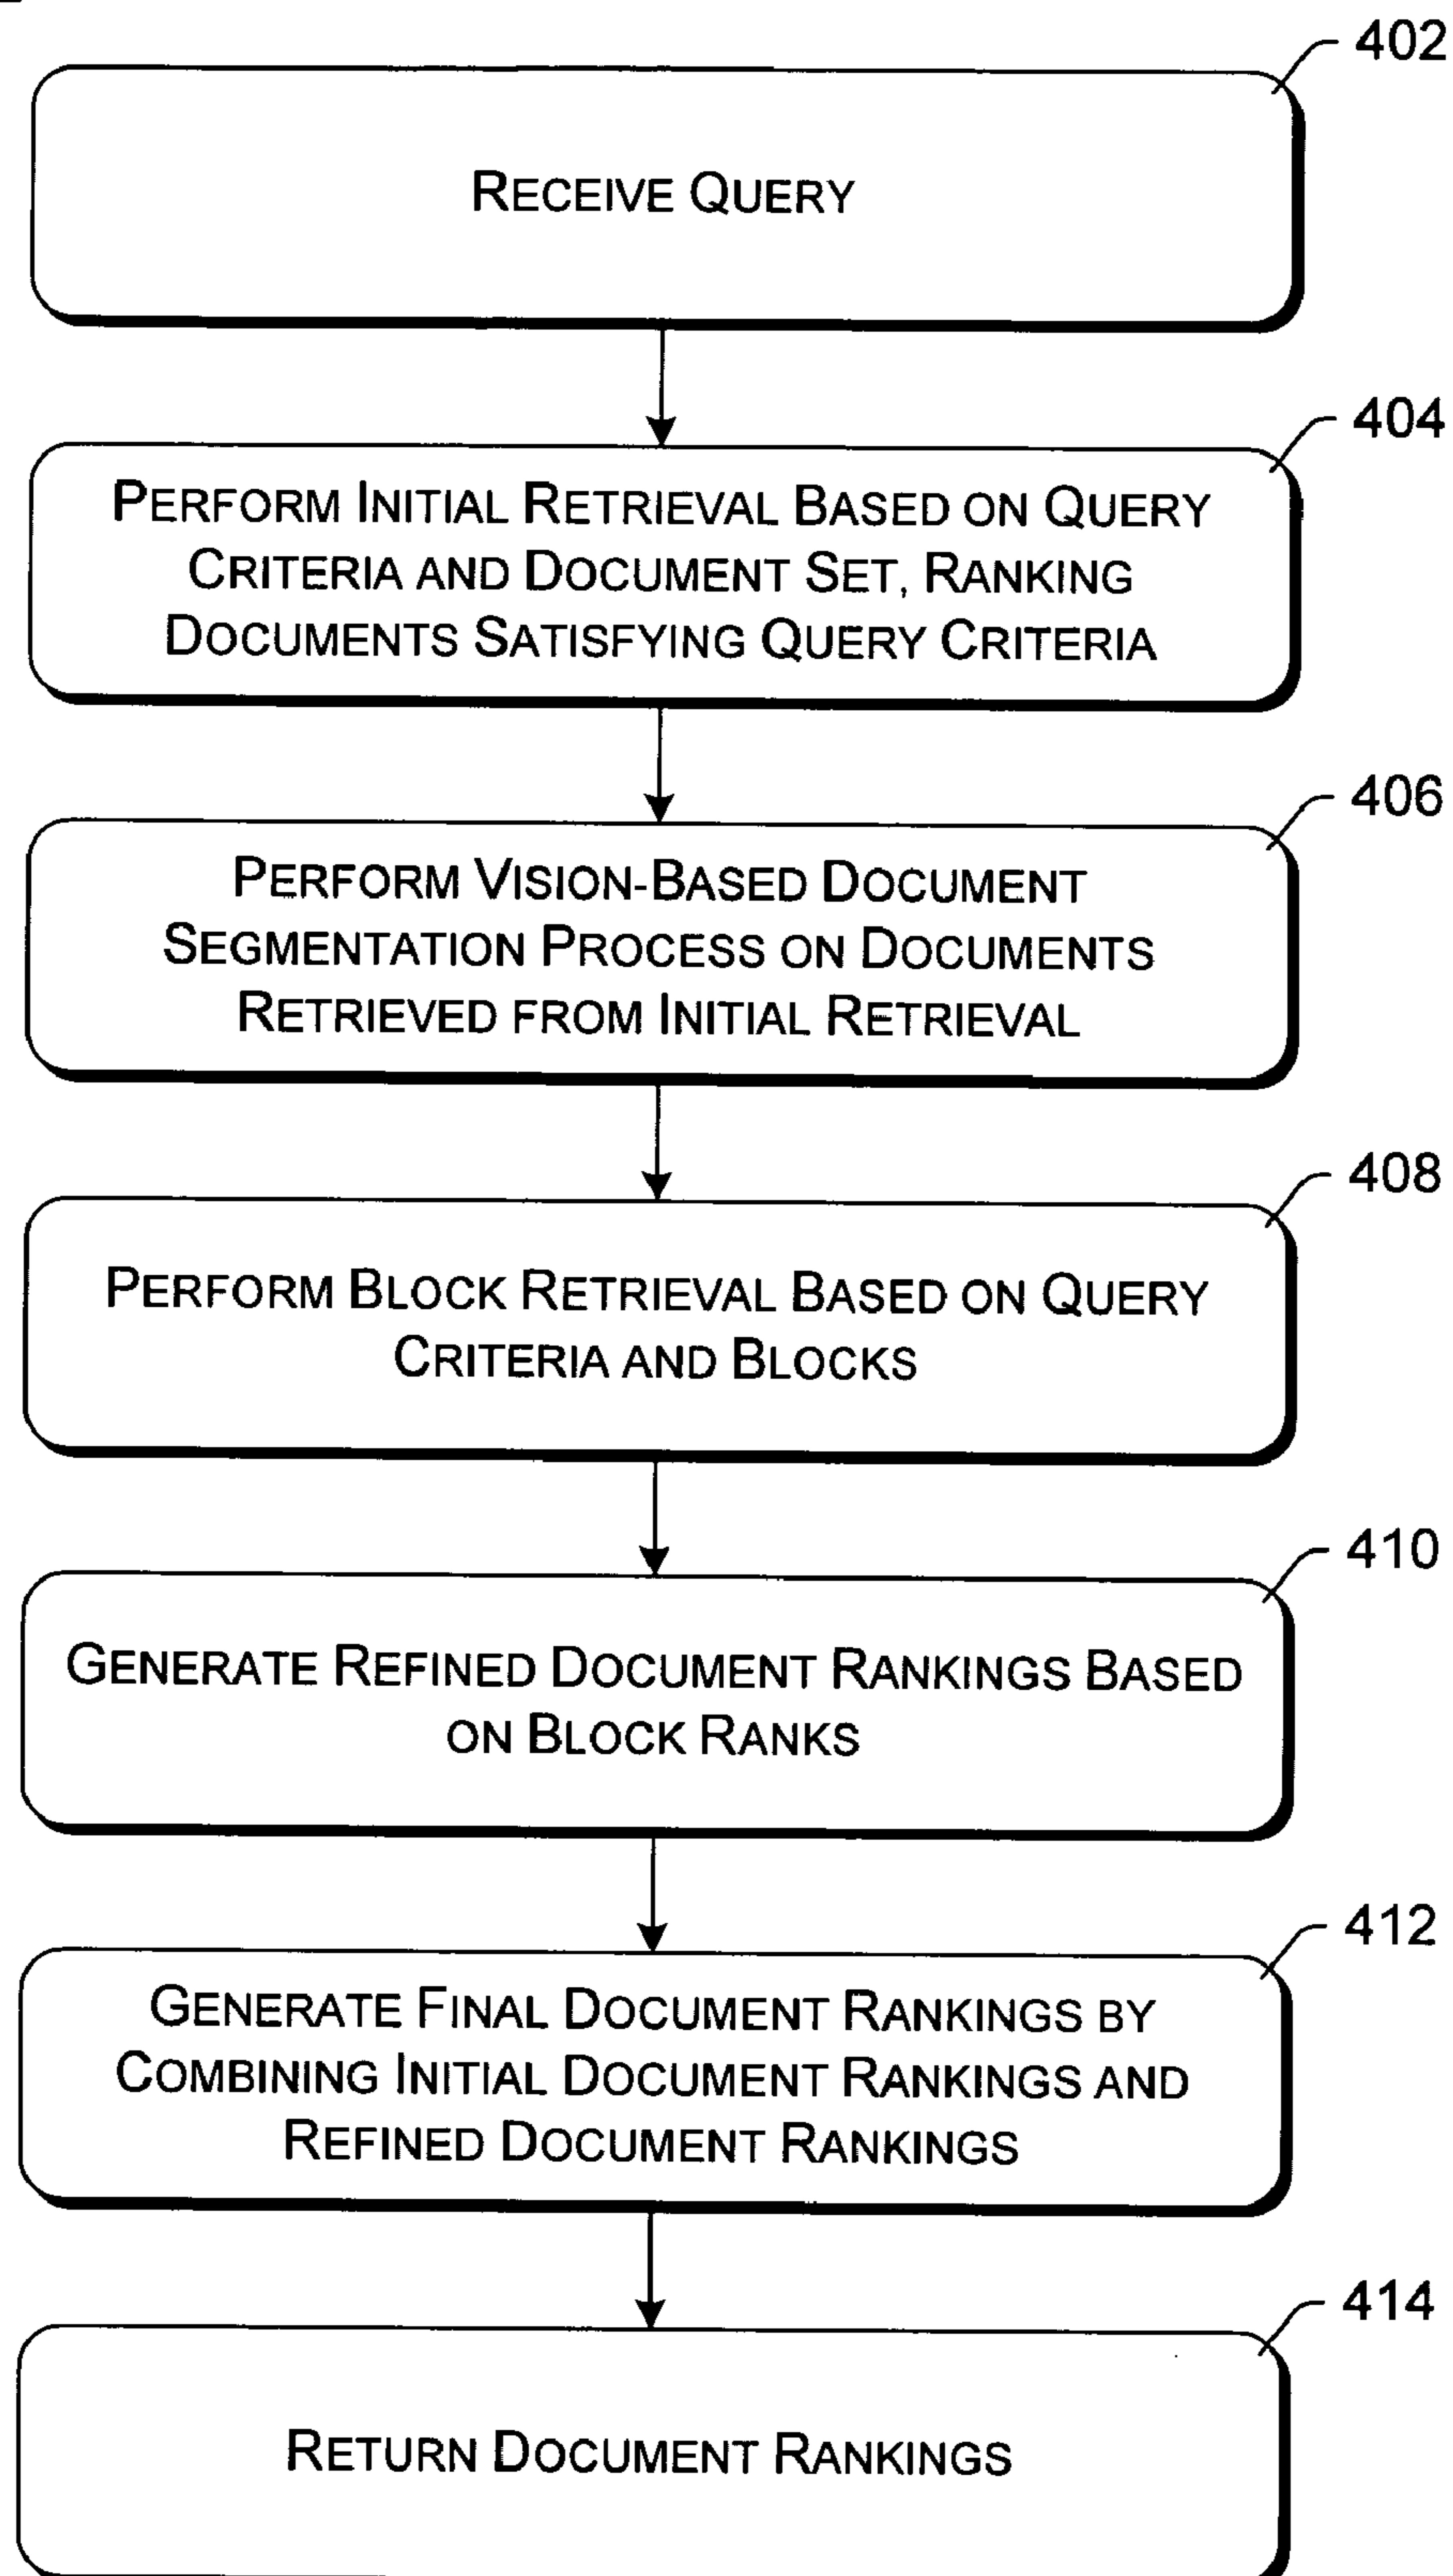 402
RECEIVE QUERY
404
PERFORM INITIAL RETRIEVAL BASED ON QUERY
CRITERIA AND DOCUMENT SET, RANKING
DOCUMENTS SATISFYING QUERY CRITERIA
406
PERFORM VISION-BASED DOCUMENT
SEGMENTATION PROCESS ON DOCUMENTS
RETRIEVED FROM INITIAL RETRIEVAL
408
PERFORM BLOCK RETRIEVAL BASED ON QUERY
CRITERIA AND BLOCKS
410
GENERATE REFINED DOCUMENT RANKINGS BASED
ON BLOCK RANKS
412
GENERATE FINAL DOCUMENT RANKINGS BY
COMBINING INITIAL DOCUMENT RANKINGS AND
REFINED DOCUMENT RANKINGS
414
RETURN DOCUMENT RANKINGS